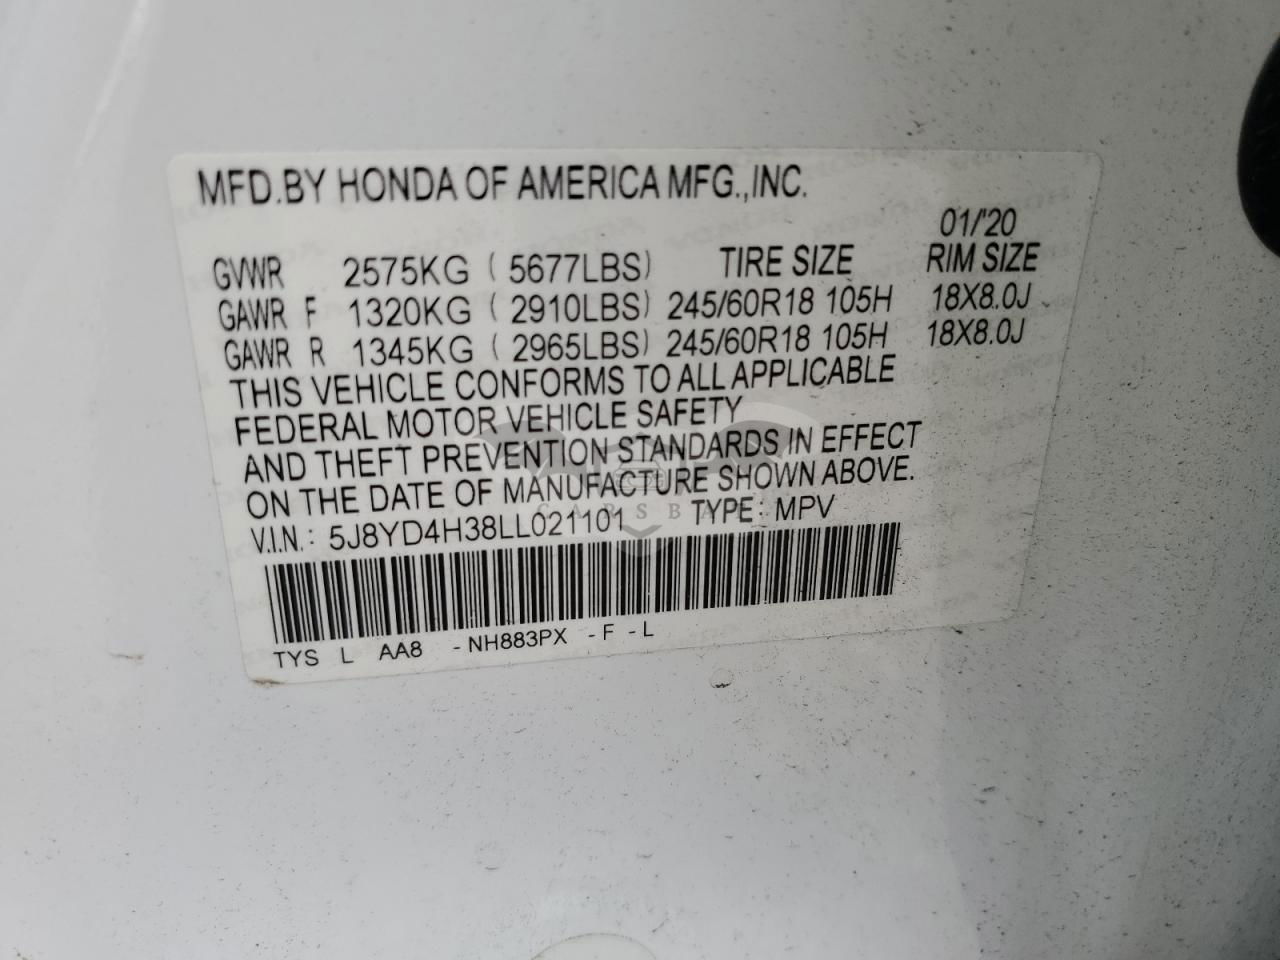 MFD.BY HONDA OF AMERICA MFG.,INC.
01/'20
GVWR 2575KG ( 5677LBS) TIRE SIZE RIM SIZE
GAWR F 1320KG ( 2910LBS) 245/60R18 105H 18X8.0J
GAWR R 1345KG ( 2965LBS) 245/60R18 105H 18X8.0J
THIS VEHICLE CONFORMS TO ALL APPLICABLE
FEDERAL MOTOR VEHICLE SAFETY
AND THEFT PREVENTION STANDARDS IN EFFECT
ON THE DATE OF MANUFACTURE SHOWN ABOVE.
V.I.N.: 5J8YD4H38LL021101 TYPE: MPV
TYS L AA8 -NH883PX -F -L